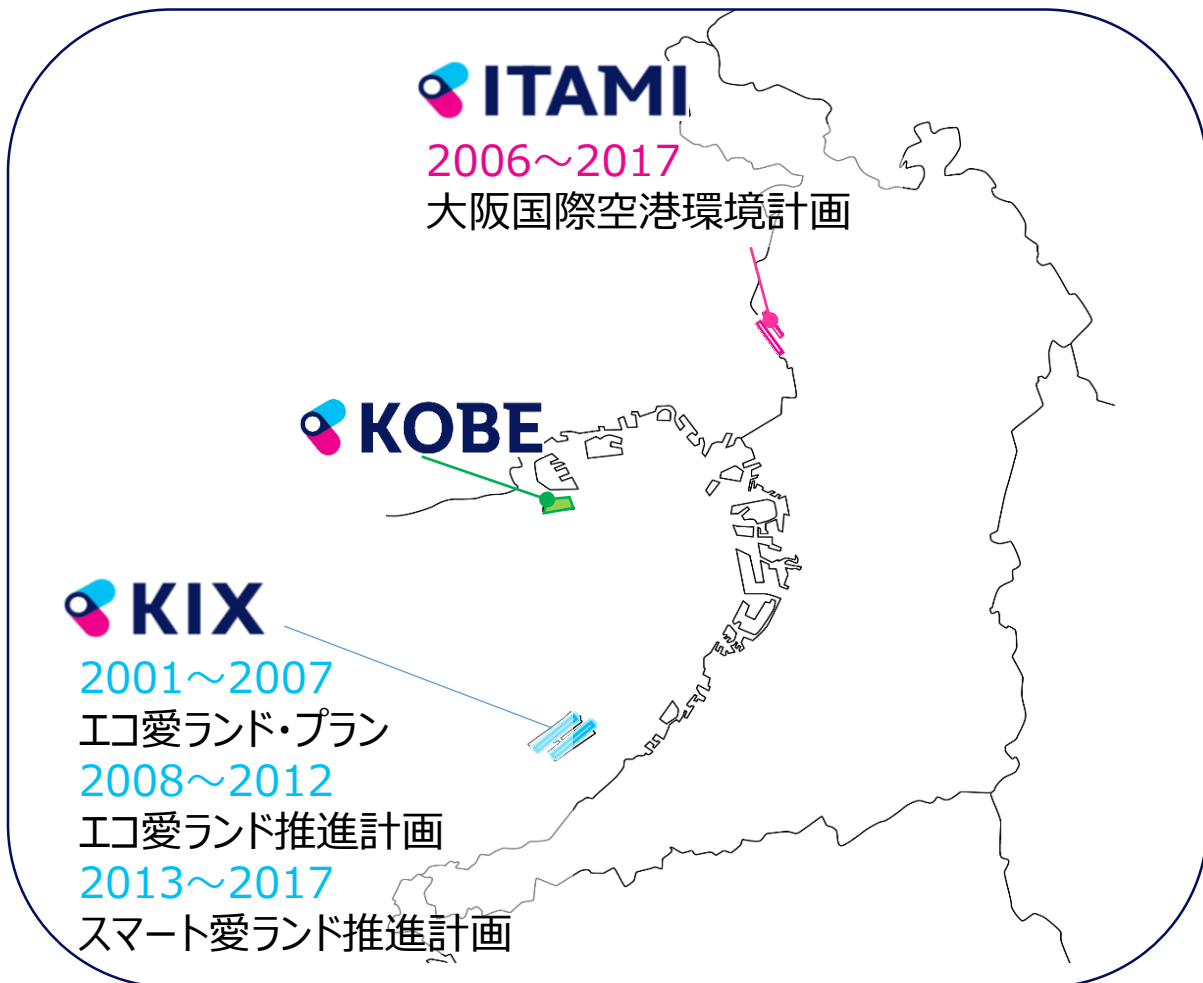 ITAMI
2006～2017
大阪国際空港環境計画
KOBE
KIX
2001～2007
エコ愛ランド・プラン
2008～2012
エコ愛ランド推進計画
2013～2017
スマート愛ランド推進計画